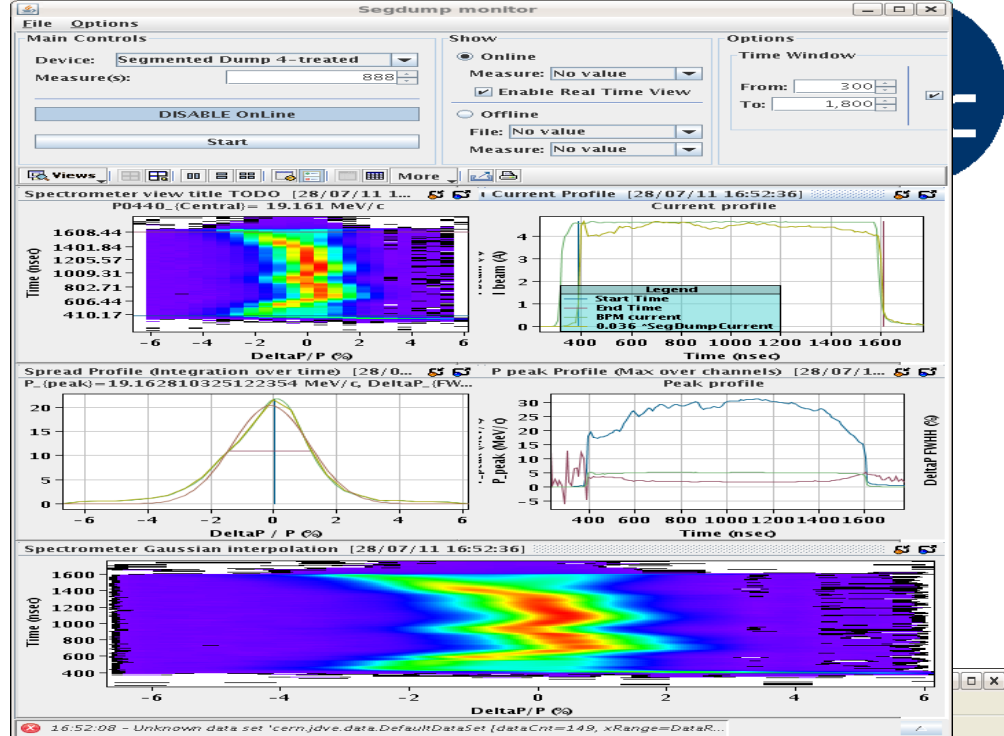 Segdump monitor
File Options
Main Controls
Device: Segmented Dump 4-treated
Measure(s): 888
DISABLE OnLine
Start
Show
Online
Measure: No value
Enable Real Time View
Offline
File: No value
Measure: No value
Options
Time Window
From: 300
To: 1,800
Views More
Spectrometer view title TODO [28/07/11 1...
P0440_{Central}= 19.161 MeV/c
1608.44
1401.84
1205.57
1009.31
802.71
606.44
410.17
Time (nsec)
-6 -4 -2 0 2 4 6
DeltaP/P (%)
Current Profile [28/07/11 16:52:36]
Current profile
I beam (A)
4
3
2
1
0
Legend
Start Time
End Time
BPM current
0.036 *SegDumpCurrent
400 600 800 1000 1200 1400 1600
Time (nsec)
Spread Profile (Integration over time) [28/0...
P_{peak}=19.162810325122354 MeV/c, DeltaP_{FW...
20
15
10
5
0
-6 -4 -2 0 2 4 6
DeltaP / P (%)
P peak Profile (Max over channels) [28/07/1...
Peak profile
P_peak (MeV/c)
30
25
20
15
10
5
0
-5
DeltaP FWHH (%)
400 600 800 1000 1200 1400 1600
Time (nsec)
Spectrometer Gaussian interpolation [28/07/11 16:52:36]
Time (nsec)
1600
1400
1200
1000
800
600
400
-6 -4 -2 0 2 4 6
DeltaP/P (%)
16:52:08 - Unknown data set 'cern.jdve.data.DefaultDataSet [dataCnt=149, xRange=DataR...